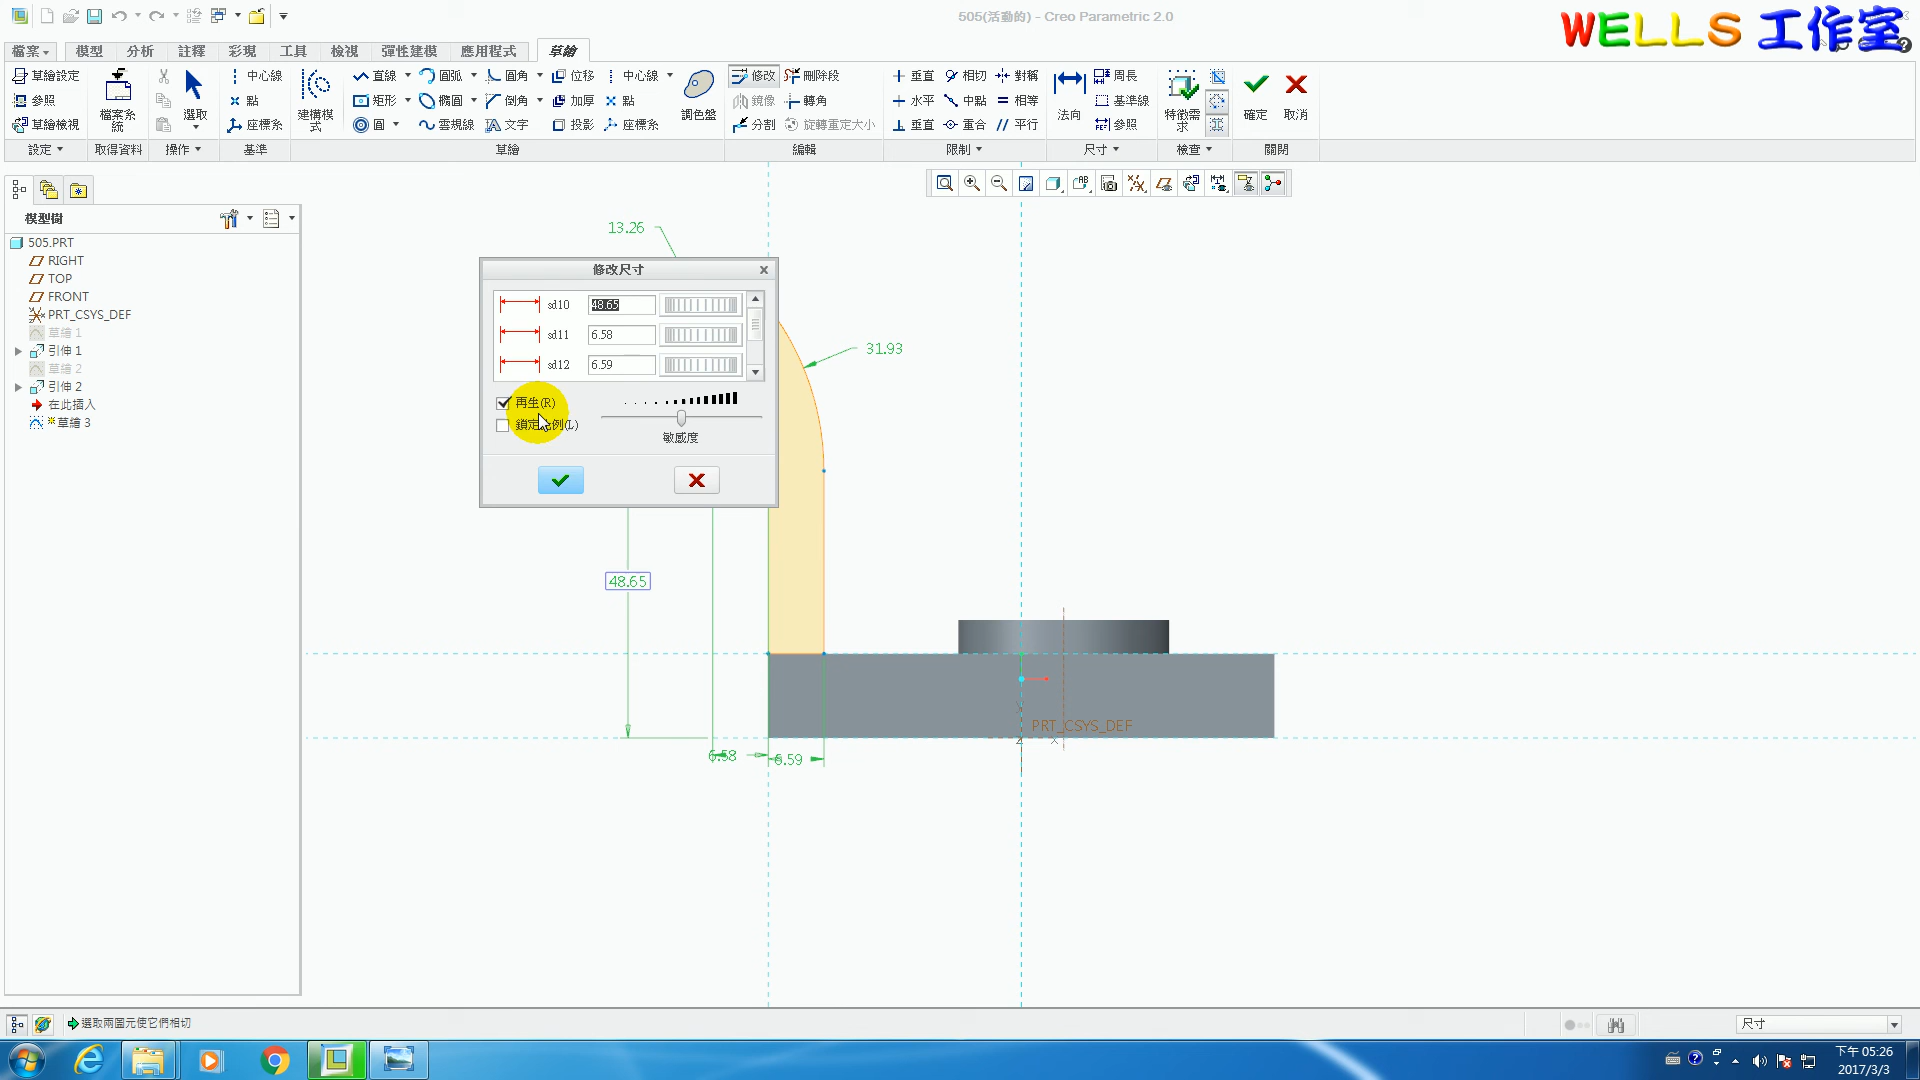 505(活動的) - Creo Parametric 2.0
WELLS 工作室
檔案 模型 分析 註釋 彩現 工具 檢視 彈性建模 應用程式 草繪
草繪設定 中心線 直線 圓弧 圓角 位移 中心線 修改 刪除段 垂直 相切 對稱 周長
參照 點 矩形 橢圓 倒角 加厚 點 鏡像 轉角 水平 中點 相等 基準線
草繪檢視 座標系 圓 雲規線 文字 投影 座標系 分割 旋轉重定大小 垂直 重合 平行 參照
檔案系統 選取 建構模式 調色盤 法向 特徵需求 確定 取消
設定 取得資料 操作 基準 草繪 編輯 限制 尺寸 檢查 關閉
模型樹
505.PRT
RIGHT
TOP
FRONT
PRT_CSYS_DEF
草繪 1
引伸 1
草繪 2
引伸 2
在此插入
草繪 3
13.26
修改尺寸
sd10 48.65
sd11 6.58
sd12 6.59
再生(R)
鎖定比例(L)
敏感度
31.93
48.65
6.58
6.59
PRT_CSYS_DEF
選取兩圖元使它們相切
尺寸
下午 05:26
2017/3/3